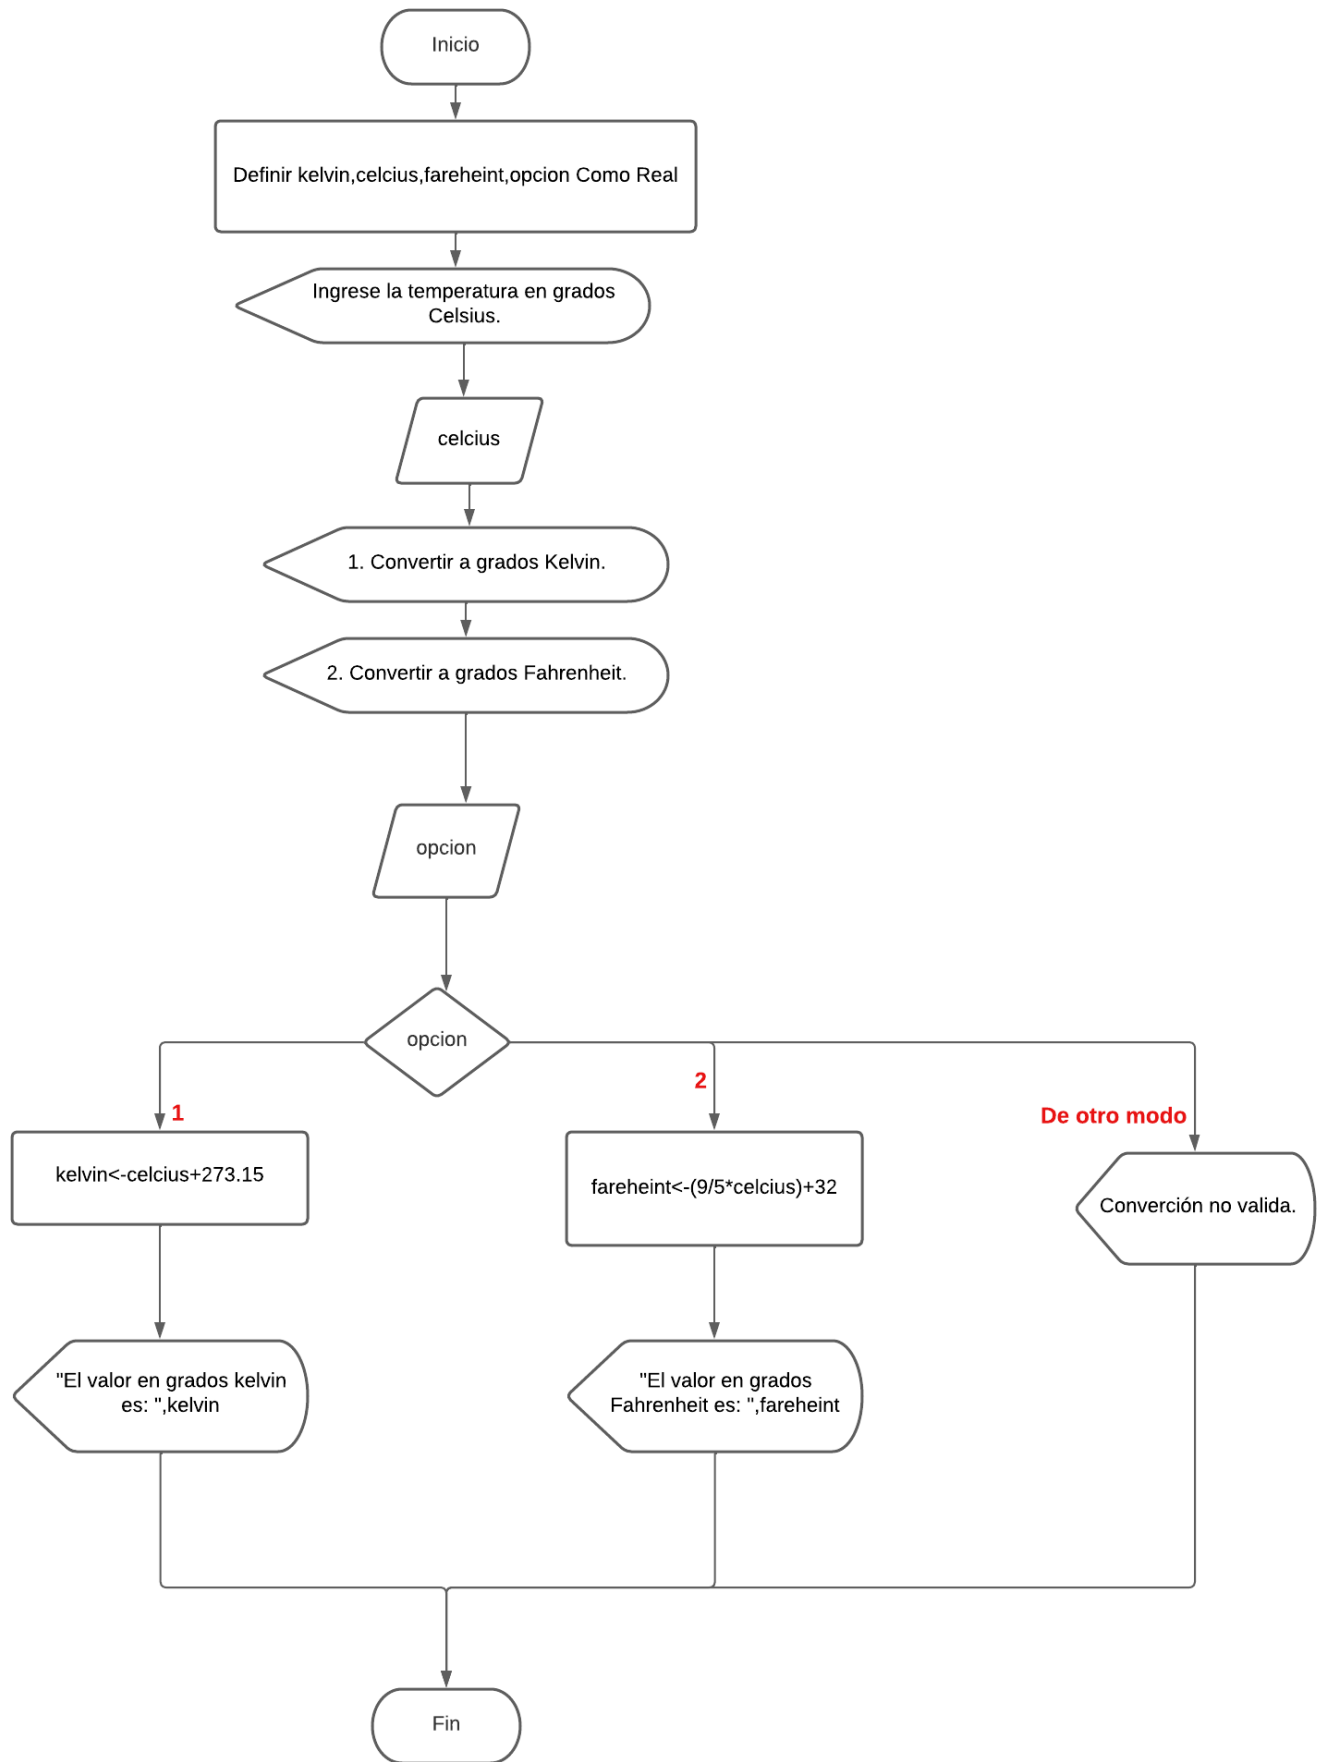 Inicio
Definir kelvin,celcius,fareheint,opcion Como Real
Ingrese la temperatura en grados
Celsius.
celcius
1. Convertir a grados Kelvin.
2. Convertir a grados Fahrenheit.
opcion
opcion
1
2
De otro modo
kelvin<-celcius+273.15
fareheint<-(9/5*celcius)+32
Converción no valida.
"El valor en grados kelvin
es: ",kelvin
"El valor en grados
Fahrenheit es: ",fareheint
Fin